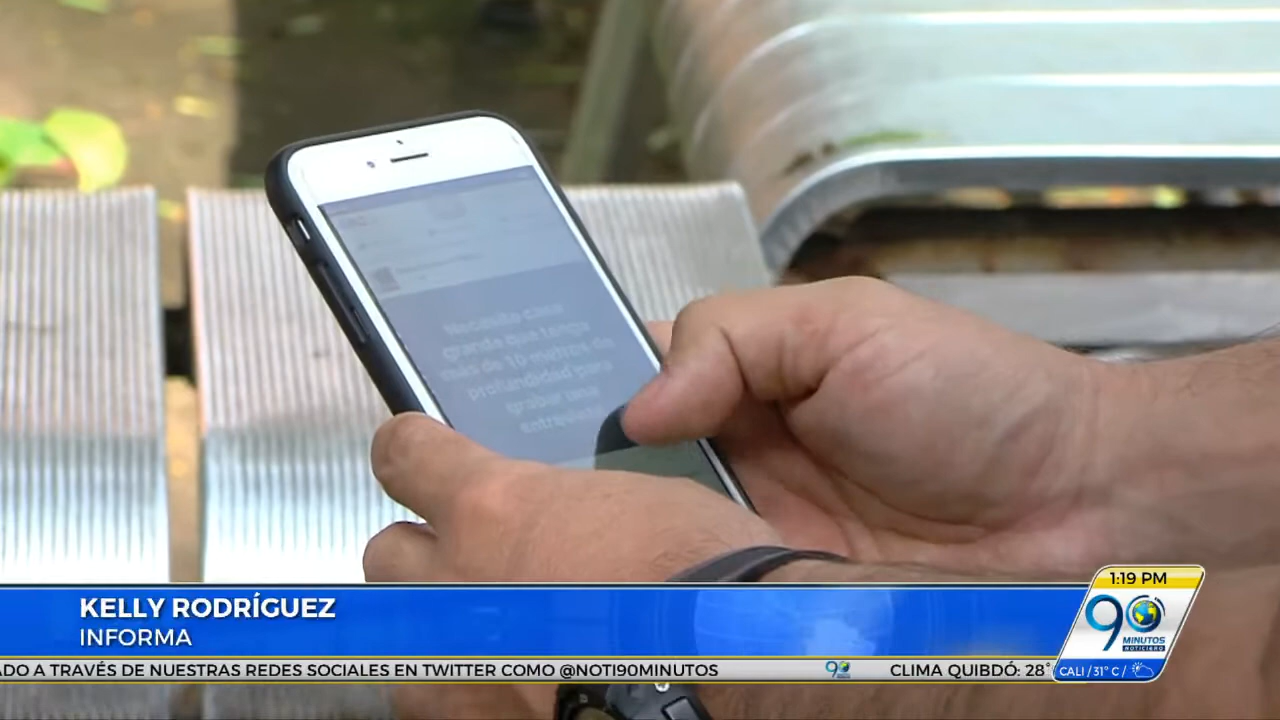 Necesito casa
grande que tenga
más de 10 metros de
profundidad para
grabar una
entrevista
1:19 PM
90
MINUTOS
NOTICIERO
KELLY RODRÍGUEZ
INFORMA
ADO A TRAVÉS DE NUESTRAS REDES SOCIALES EN TWITTER COMO @NOTI90MINUTOS 90 CLIMA QUIBDÓ: 28°
CALI / 31° C /